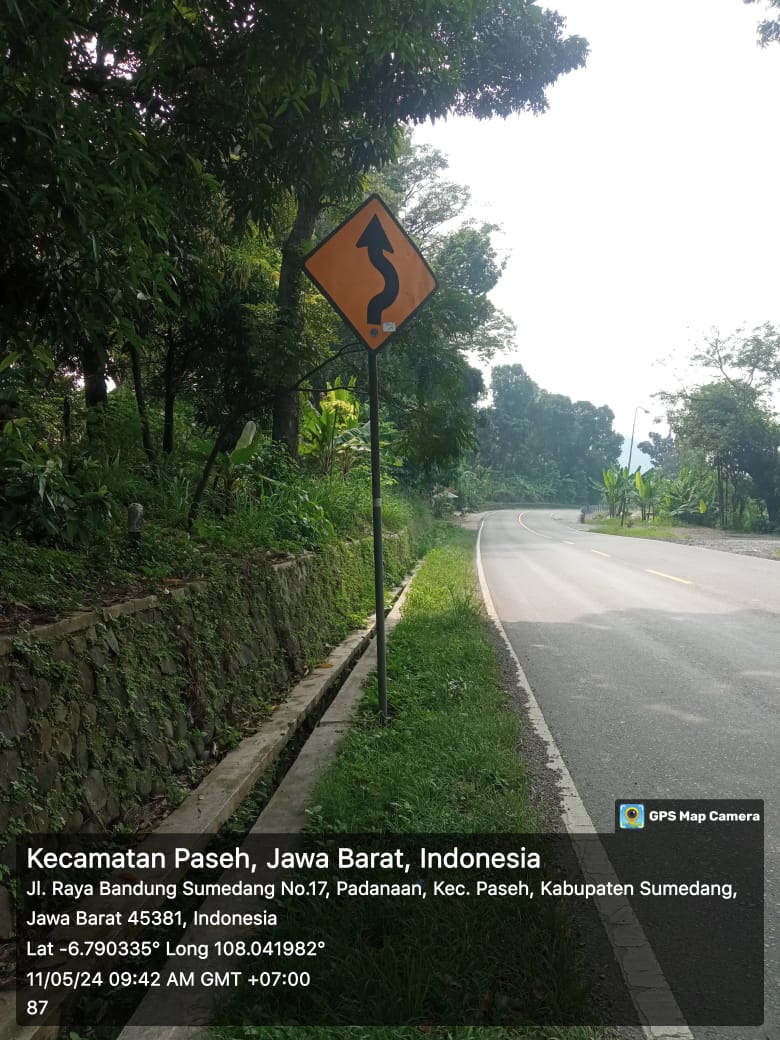 GPS Map Camera
Kecamatan Paseh, Jawa Barat, Indonesia
Jl. Raya Bandung Sumedang No.17, Padanaan, Kec. Paseh, Kabupaten Sumedang,
Jawa Barat 45381, Indonesia
Lat -6.790335° Long 108.041982°
11/05/24 09:42 AM GMT +07:00
87